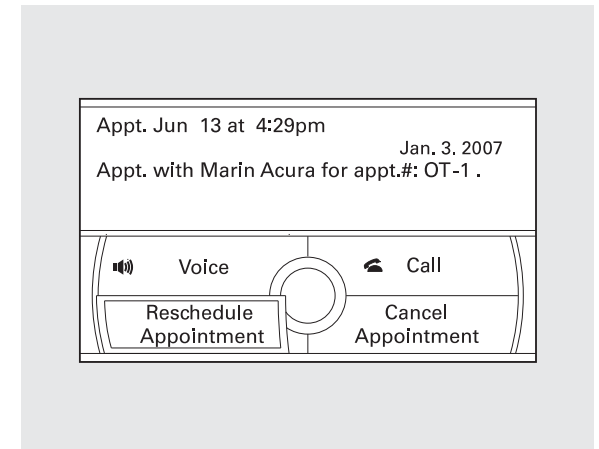 Appt. Jun 13 at 4:29pm
Jan. 3. 2007
Appt. with Marin Acura for appt.#: OT-1 .
Voice
Call
Reschedule
Appointment
Cancel
Appointment